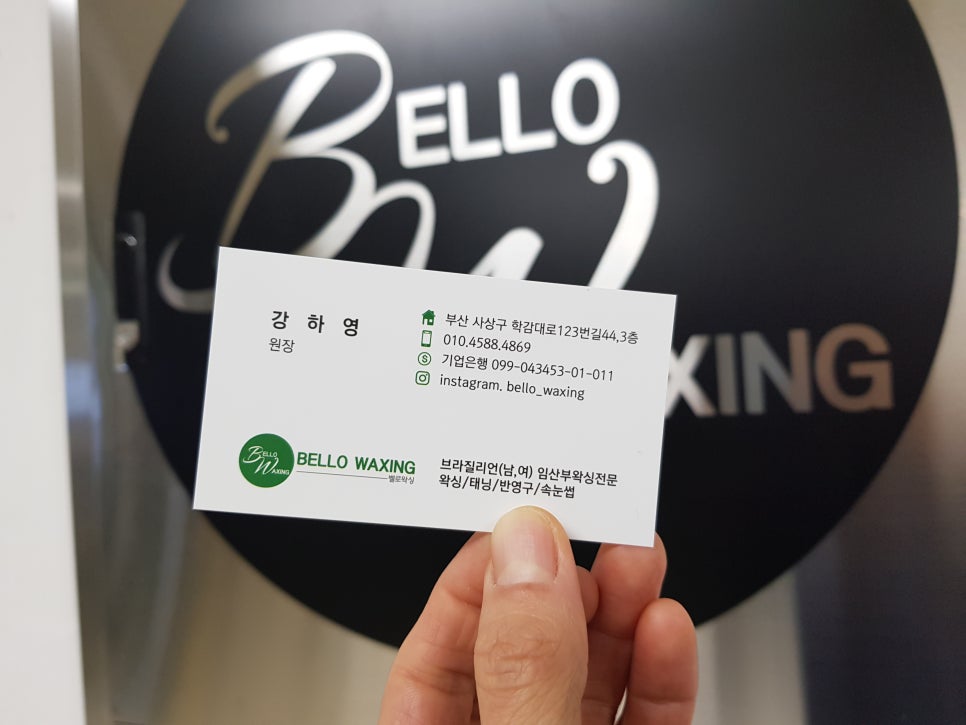 BELLO
WAXING
강 하 영
원장
부산 사상구 학감대로123번길44,3층
010.4588.4869
기업은행 099-043453-01-011
instagram. bello_waxing
BELLO
WAXING
BELLO WAXING
벨로왁싱
브라질리언(남,여) 임산부왁싱전문
왁싱/태닝/반영구/속눈썹